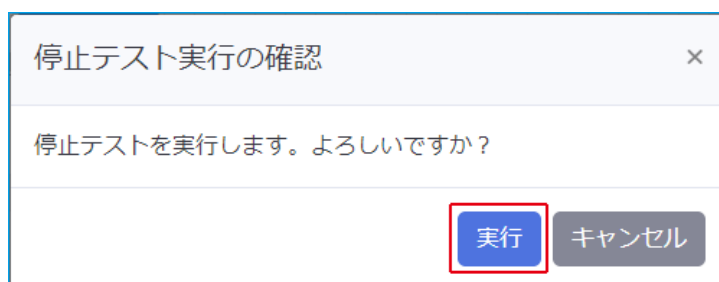 停止テスト実行の確認 ×
停止テストを実行します。よろしいですか？
実行 キャンセル